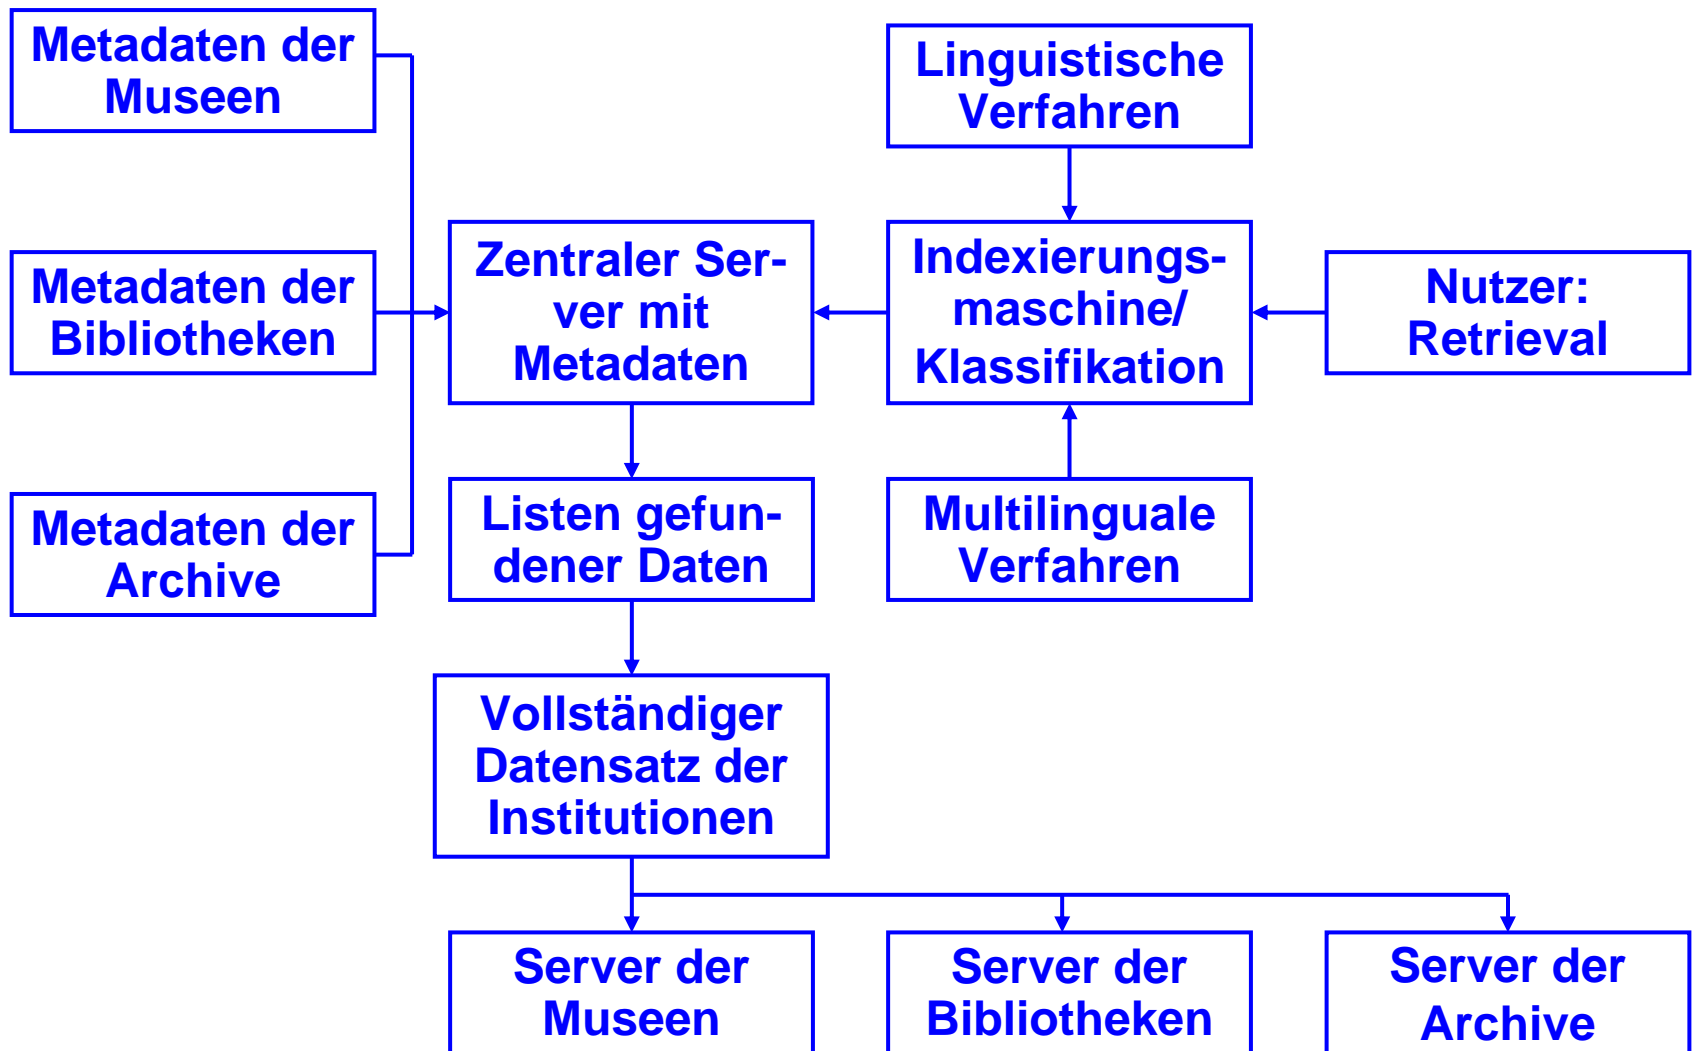 Metadaten der
Museen
Linguistische
Verfahren
Metadaten der
Bibliotheken
Zentraler Ser-
ver mit
Metadaten
Indexierungs-
maschine/
Klassifikation
Nutzer:
Retrieval
Metadaten der
Archive
Listen gefun-
dener Daten
Multilinguale
Verfahren
Vollständiger
Datensatz der
Institutionen
Server der
Museen
Server der
Bibliotheken
Server der
Archive